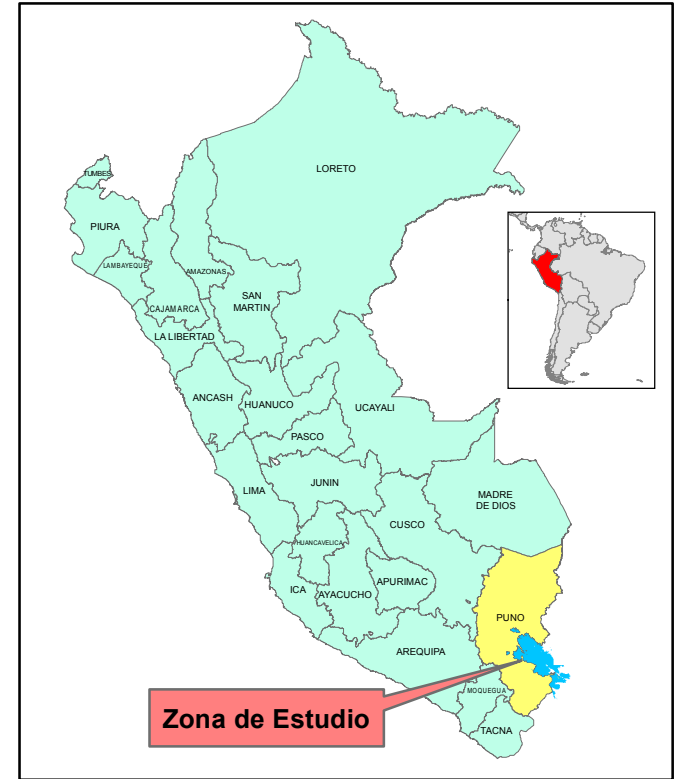 LORETO
TUMBES
PIURA
LAMBAYEQUE
AMAZONAS
SAN
MARTIN
CAJAMARCA
LA LIBERTAD
ANCASH
HUANUCO
UCAYALI
PASCO
LIMA
JUNIN
MADRE
DE DIOS
CUSCO
HUANCAVELICA
ICA
AYACUCHO
APURIMAC
PUNO
AREQUIPA
MOQUEGUA
TACNA
Zona de Estudio